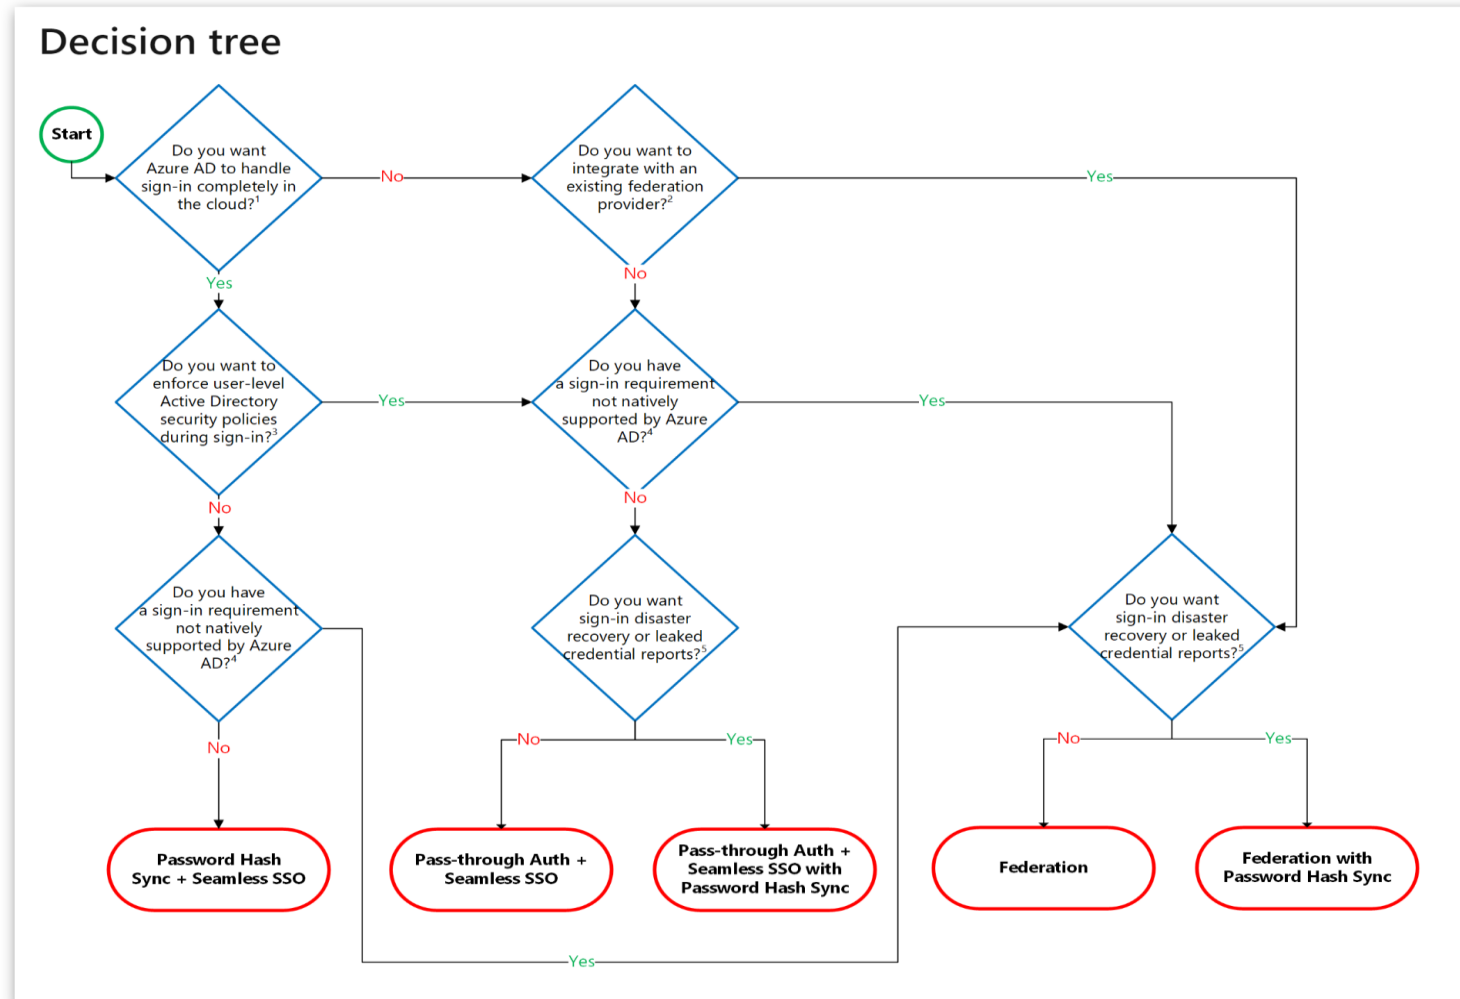 Decision tree
Start
Do you want
Azure AD to handle
sign-in completely in
the cloud?¹
No
Do you want to
integrate with an
existing federation
provider?²
Yes
Yes
No
Do you want to
enforce user-level
Active Directory
security policies
during sign-in?³
Yes
Do you have
a sign-in requirement
not natively
supported by Azure
AD?⁴
Yes
No
No
Do you have
a sign-in requirement
not natively
supported by Azure
AD?⁴
Do you want
sign-in disaster
recovery or leaked
credential reports?⁵
Do you want
sign-in disaster
recovery or leaked
credential reports?⁵
No
No
Yes
No
Yes
Password Hash
Sync + Seamless SSO
Pass-through Auth +
Seamless SSO
Pass-through Auth +
Seamless SSO with
Password Hash Sync
Federation
Federation with
Password Hash Sync
Yes